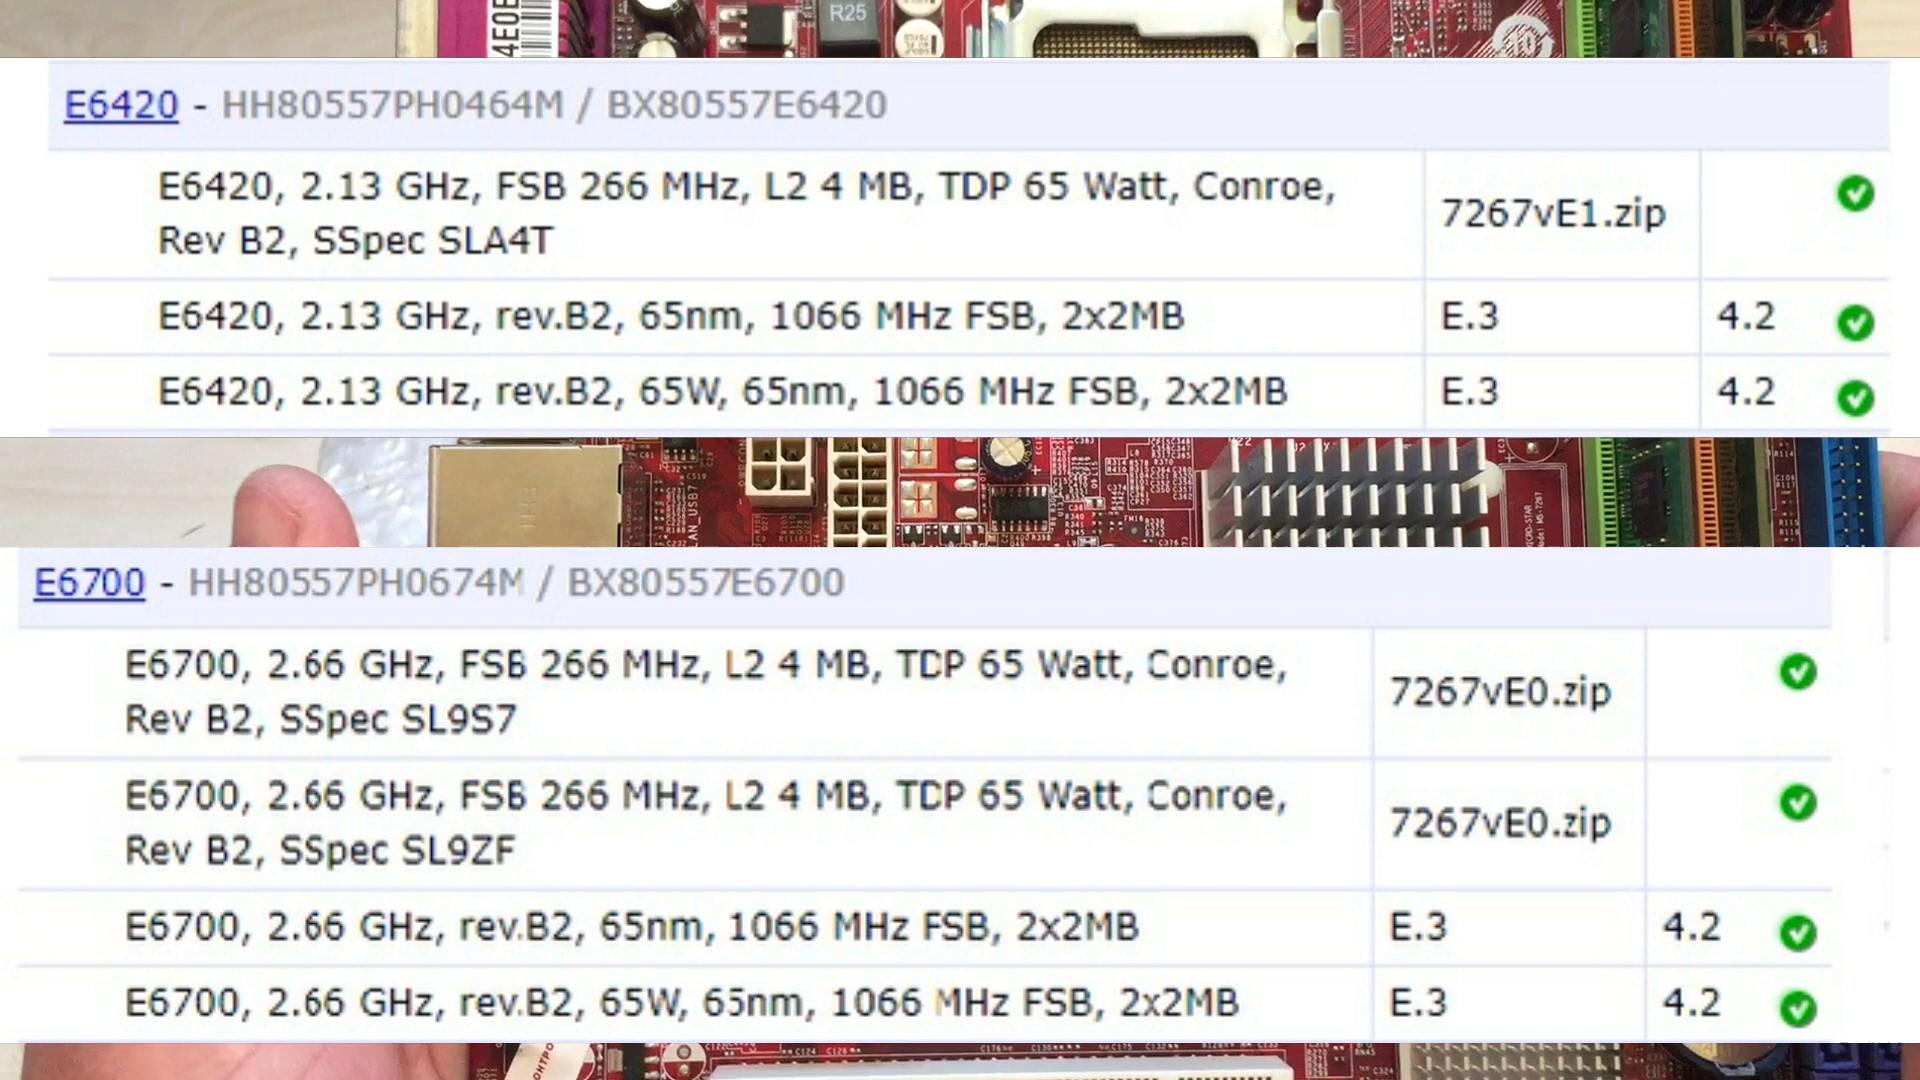 4E0E
R25
E6420 - HH80557PH0464M / BX80557E6420
E6420, 2.13 GHz, FSB 266 MHz, L2 4 MB, TDP 65 Watt, Conroe,
Rev B2, SSpec SLA4T
7267vE1.zip
E6420, 2.13 GHz, rev.B2, 65nm, 1066 MHz FSB, 2x2MB
E.3
4.2
E6420, 2.13 GHz, rev.B2, 65W, 65nm, 1066 MHz FSB, 2x2MB
E.3
4.2
LAN_USB7
E6700 - HH80557PH0674M / BX80557E6700
E6700, 2.66 GHz, FSB 266 MHz, L2 4 MB, TDP 65 Watt, Conroe,
Rev B2, SSpec SL9S7
7267vE0.zip
E6700, 2.66 GHz, FSB 266 MHz, L2 4 MB, TDP 65 Watt, Conroe,
Rev B2, SSpec SL9ZF
7267vE0.zip
E6700, 2.66 GHz, rev.B2, 65nm, 1066 MHz FSB, 2x2MB
E.3
4.2
E6700, 2.66 GHz, rev.B2, 65W, 65nm, 1066 MHz FSB, 2x2MB
E.3
4.2